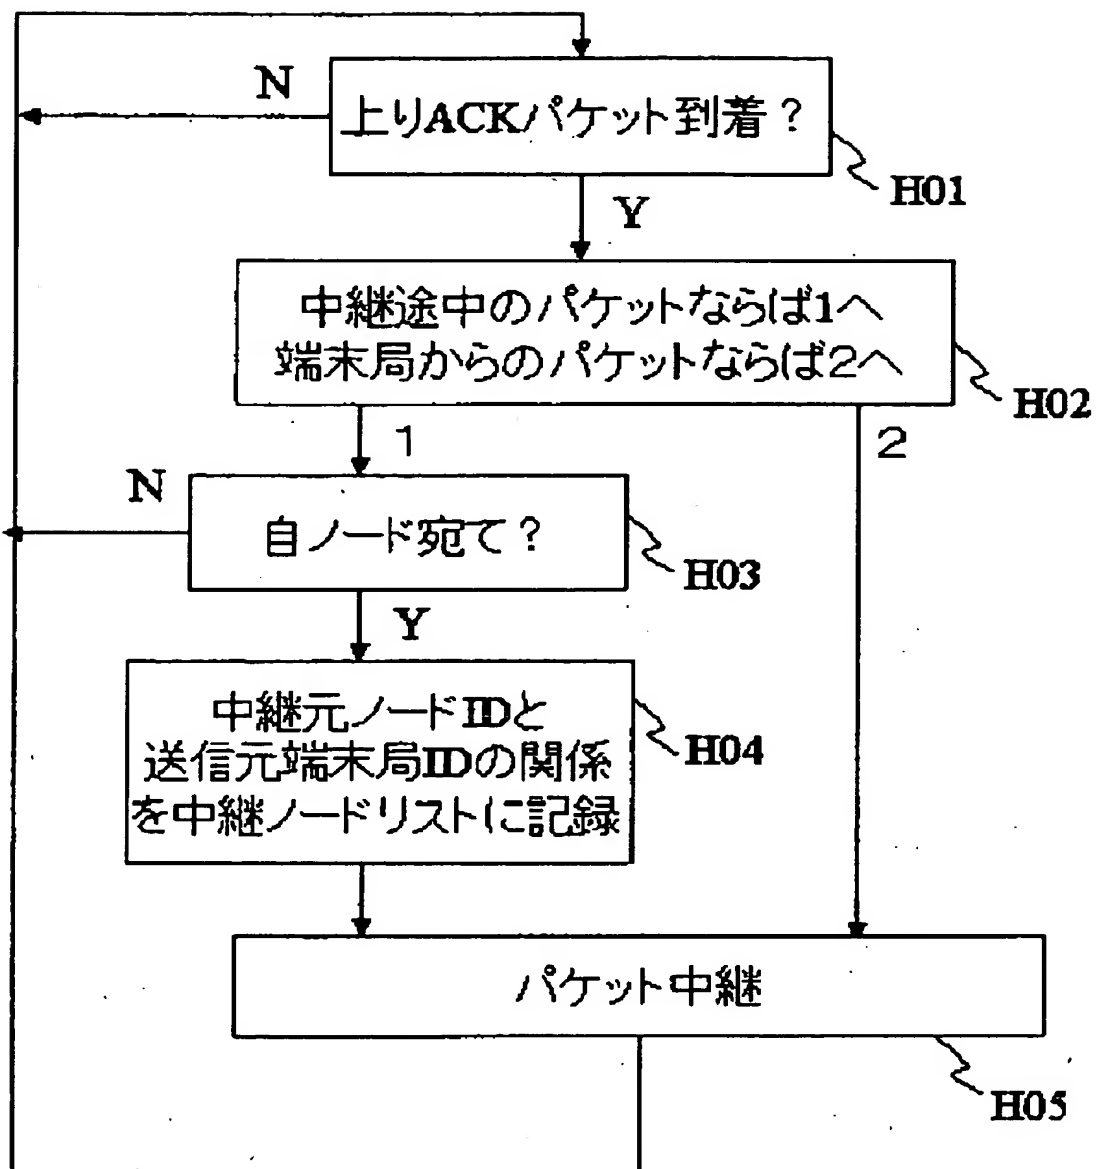 N
上りACKパケット到着？
H01
Y
中継途中のパケットならば1へ
端末局からのパケットならば2へ
H02
1
2
N
自ノード宛て？
H03
Y
中継元ノードIDと
送信元端末局IDの関係
を中継ノードリストに記録
H04
パケット中継
H05